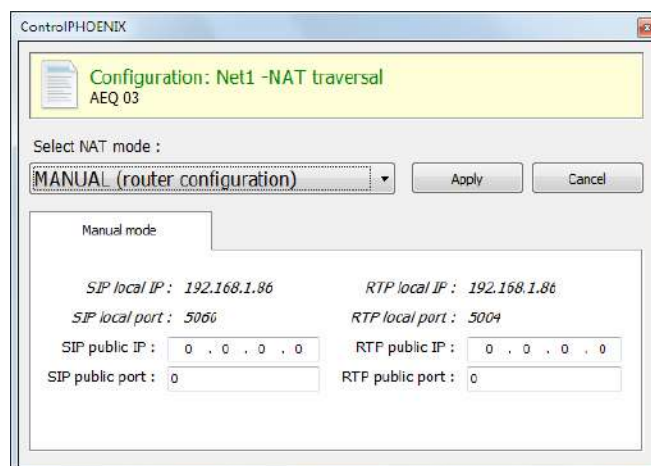 ControlPHOENIX
Configuration: Net1 -NAT traversal
AEQ 03
Select NAT mode :
MANUAL (router configuration)
Apply
Cancel
Manual mode
SIP local IP : 192.168.1.86 RTP local IP : 192.168.1.86
SIP local port : 5060 RTP local port : 5004
SIP public IP : 0 . 0 . 0 . 0 RTP public IP : 0 . 0 . 0 . 0
SIP public port : 0 RTP public port : 0